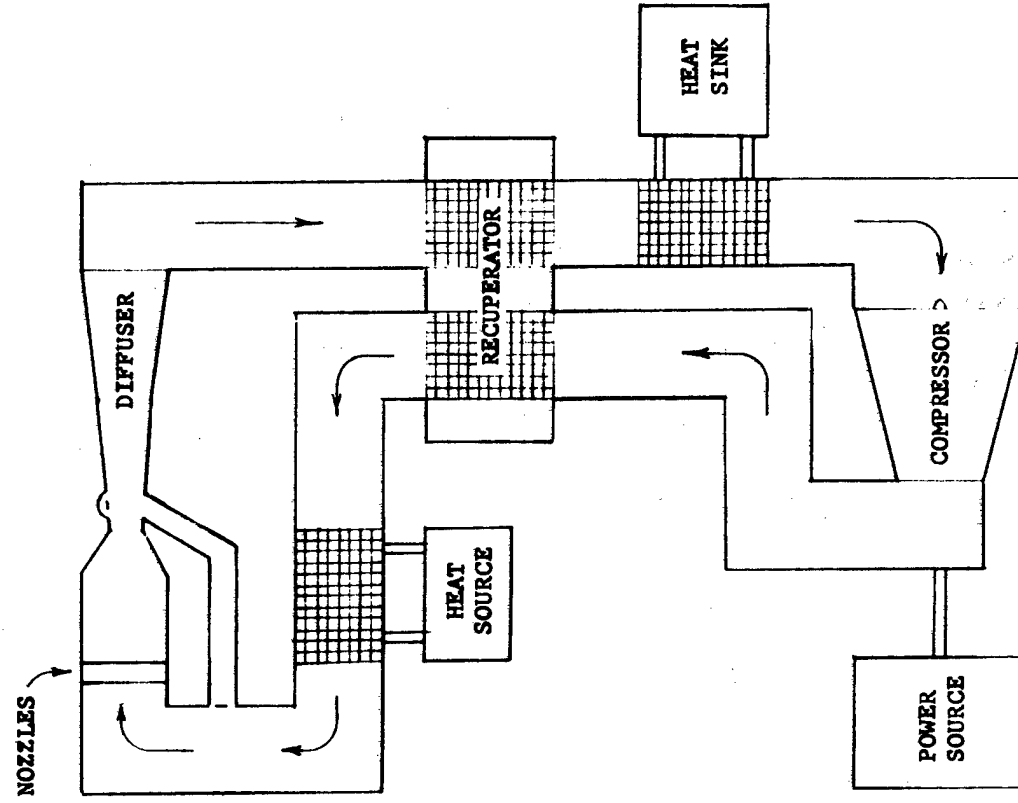 NOZZLES
DIFFUSER
HEAT
SOURCE
RECUPERATOR
HEAT
SINK
POWER
SOURCE
COMPRESSOR